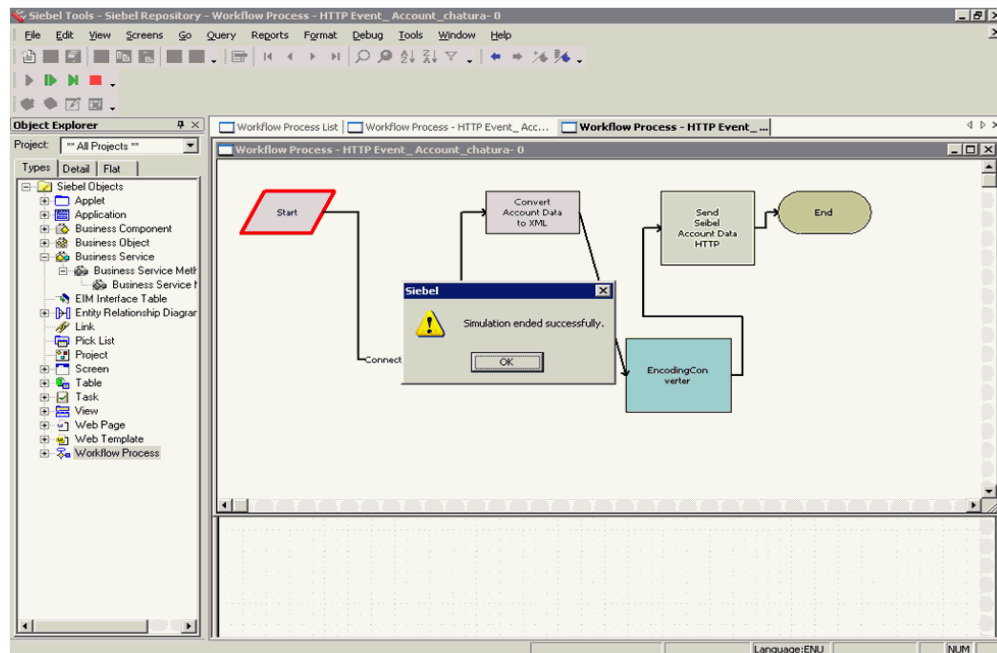 Siebel Tools - Siebel Repository - Workflow Process - HTTP Event_ Account_chatura- 0
File Edit View Screens Go Query Reports Format Debug Tools Window Help
Object Explorer
Project: ** All Projects **
Types Detail Flat
Siebel Objects
Applet
Application
Business Component
Business Object
Business Service
Business Service Meth
Business Service
EIM Interface Table
Entity Relationship Diagrar
Link
Pick List
Project
Screen
Table
Task
View
Web Page
Web Template
Workflow Process
Workflow Process List Workflow Process - HTTP Event_ Acc... Workflow Process - HTTP Event_ ...
Workflow Process - HTTP Event_ Account_chatura- 0
Start
Connect
Convert
Account Data
to XML
Send
Seibel
Account Data
HTTP
End
EncodingCon
verter
Siebel
Simulation ended successfully.
OK
Language:ENU NUM